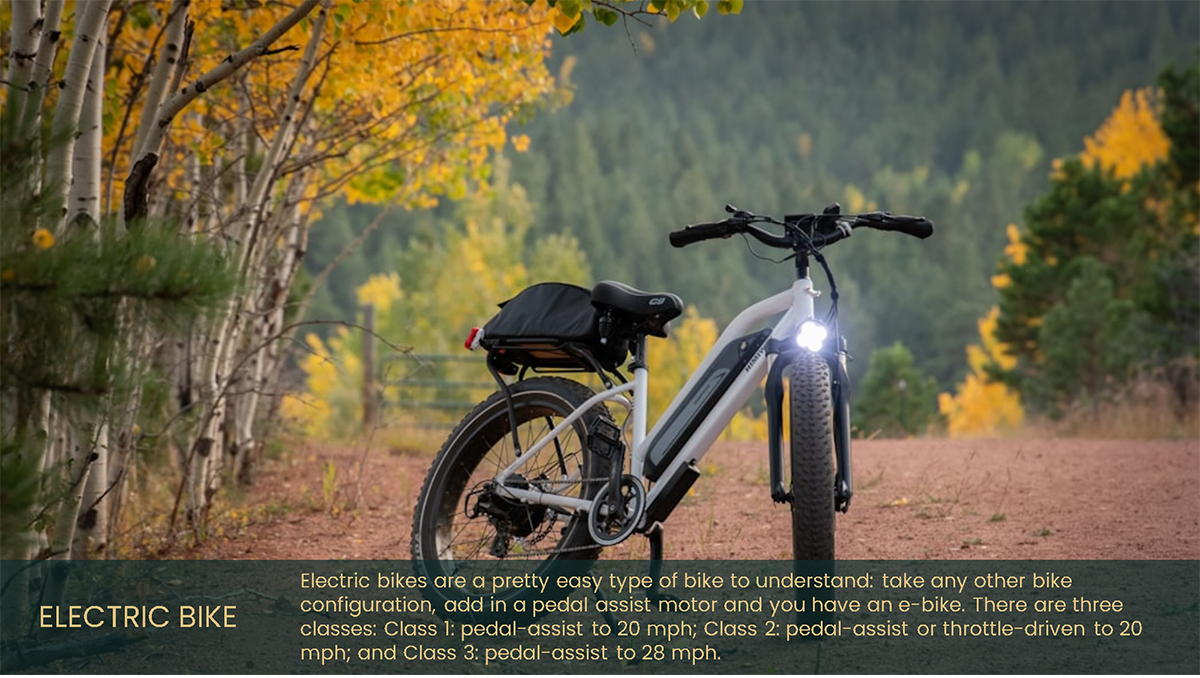 ELECTRIC BIKE
Electric bikes are a pretty easy type of bike to understand: take any other bike
configuration, add in a pedal assist motor and you have an e-bike. There are three
classes: Class 1: pedal-assist to 20 mph; Class 2: pedal-assist or throttle-driven to 20
mph; and Class 3: pedal-assist to 28 mph.